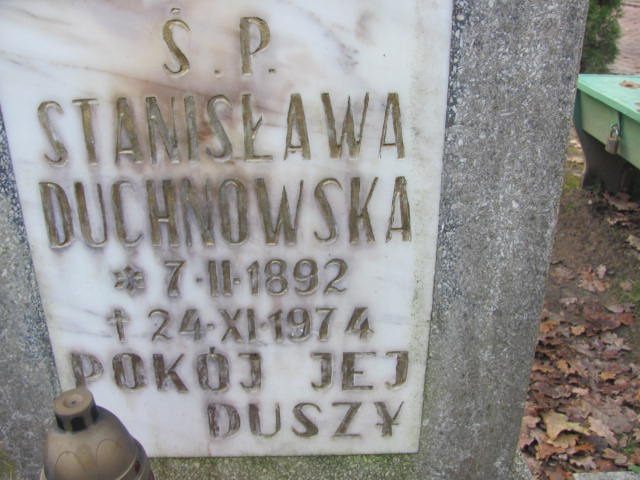 Ś.P.
STANISŁAWA
DUCHNOWSKA
* 7·II·1892
† 24·XI·1974
POKÓJ JEJ
DUSZY